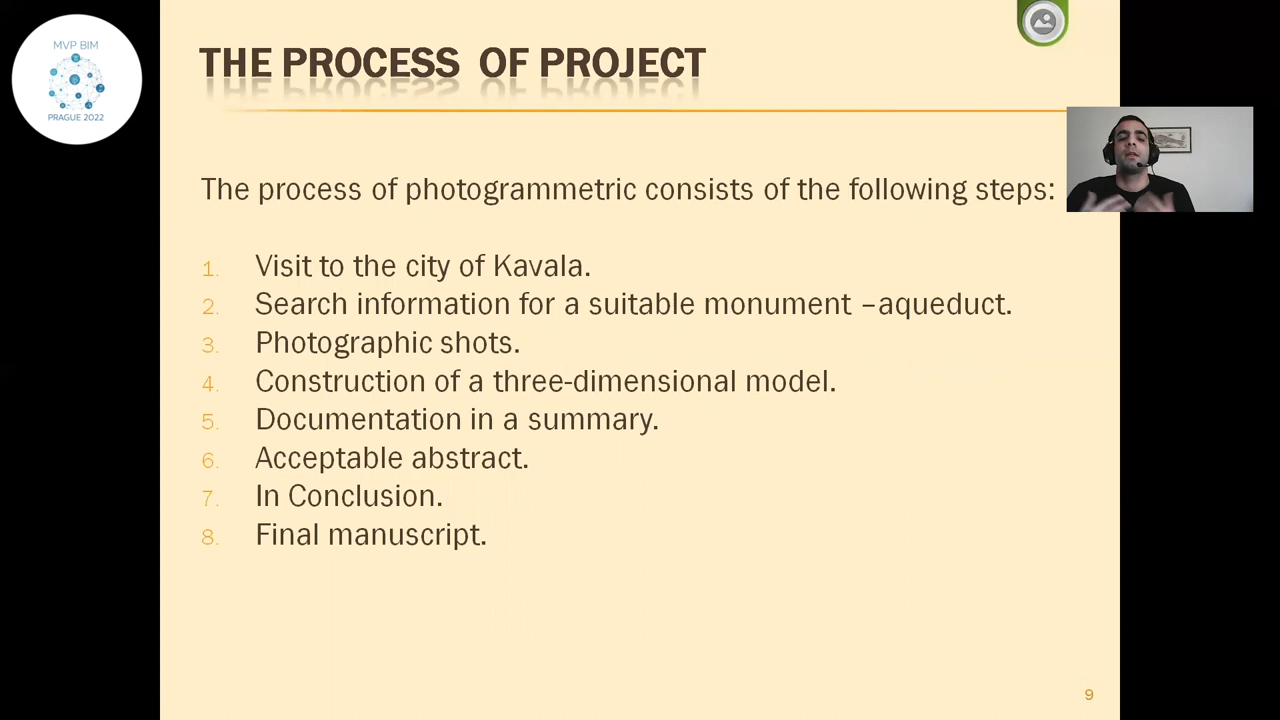 MVP BIM
PRAGUE 2022
THE PROCESS OF PROJECT
The process of photogrammetric consists of the following steps:
1. Visit to the city of Kavala.
2. Search information for a suitable monument –aqueduct.
3. Photographic shots.
4. Construction of a three-dimensional model.
5. Documentation in a summary.
6. Acceptable abstract.
7. In Conclusion.
8. Final manuscript.
9